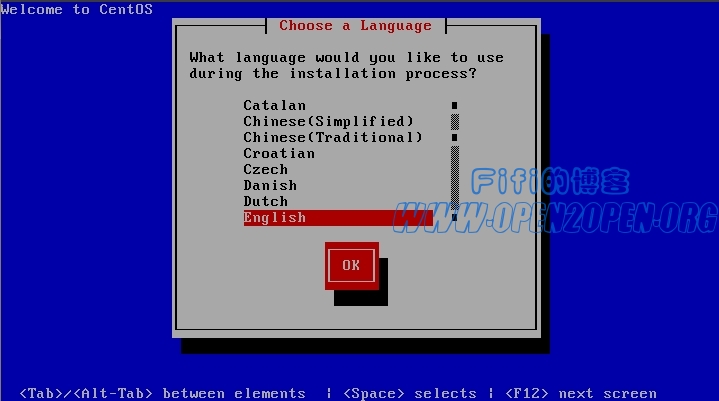 Welcome to CentOS
Choose a Language
What language would you like to use
during the installation process?
Catalan
Chinese(Simplified)
Chinese(Traditional)
Croatian
Czech
Danish
Dutch
English
OK
Fifi的博客
WWW.OPEN2OPEN.ORG
<Tab>/<Alt-Tab> between elements | <Space> selects | <F12> next screen